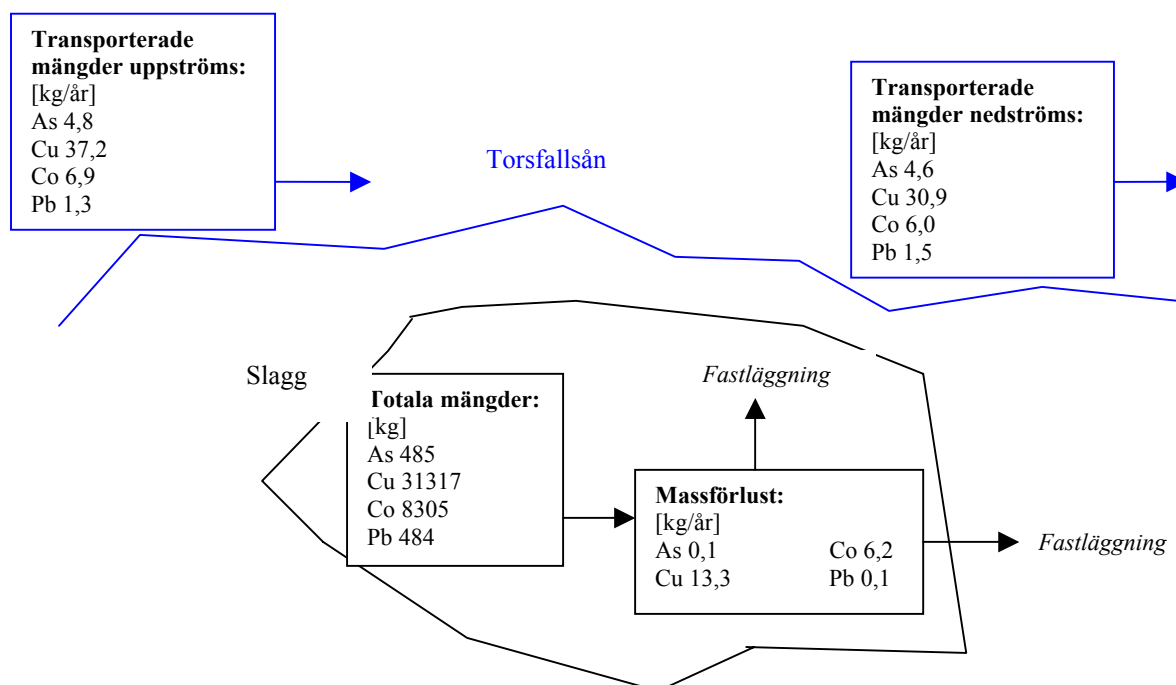 Transporterade
mängder uppströms:
[kg/år]
As 4,8
Cu 37,2
Co 6,9
Pb 1,3
Torsfallsån
Transporterade
mängder nedströms:
[kg/år]
As 4,6
Cu 30,9
Co 6,0
Pb 1,5
Slagg
Totala mängder:
[kg]
As 485
Cu 31317
Co 8305
Pb 484
Fastläggning
Massförlust:
[kg/år]
As 0,1 Co 6,2
Cu 13,3 Pb 0,1
Fastläggning